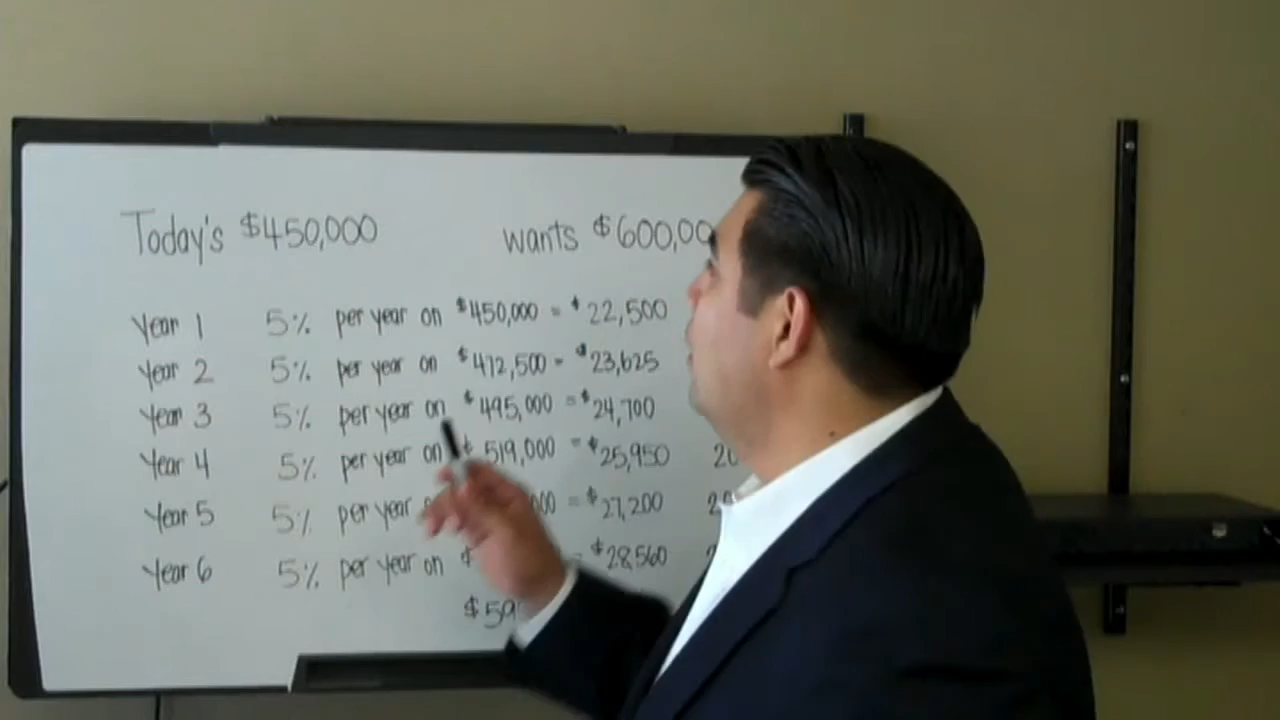 Today's $450,000 wants $600,00
Year 1 5% per year on $450,000 = $22,500
Year 2 5% per year on $472,500 = $23,625
Year 3 5% per year on $495,000 = $24,700
Year 4 5% per year on $519,000 = $25,950 20
Year 5 5% per year 000 = $27,200
Year 6 5% per year on $ = $28,560
$59